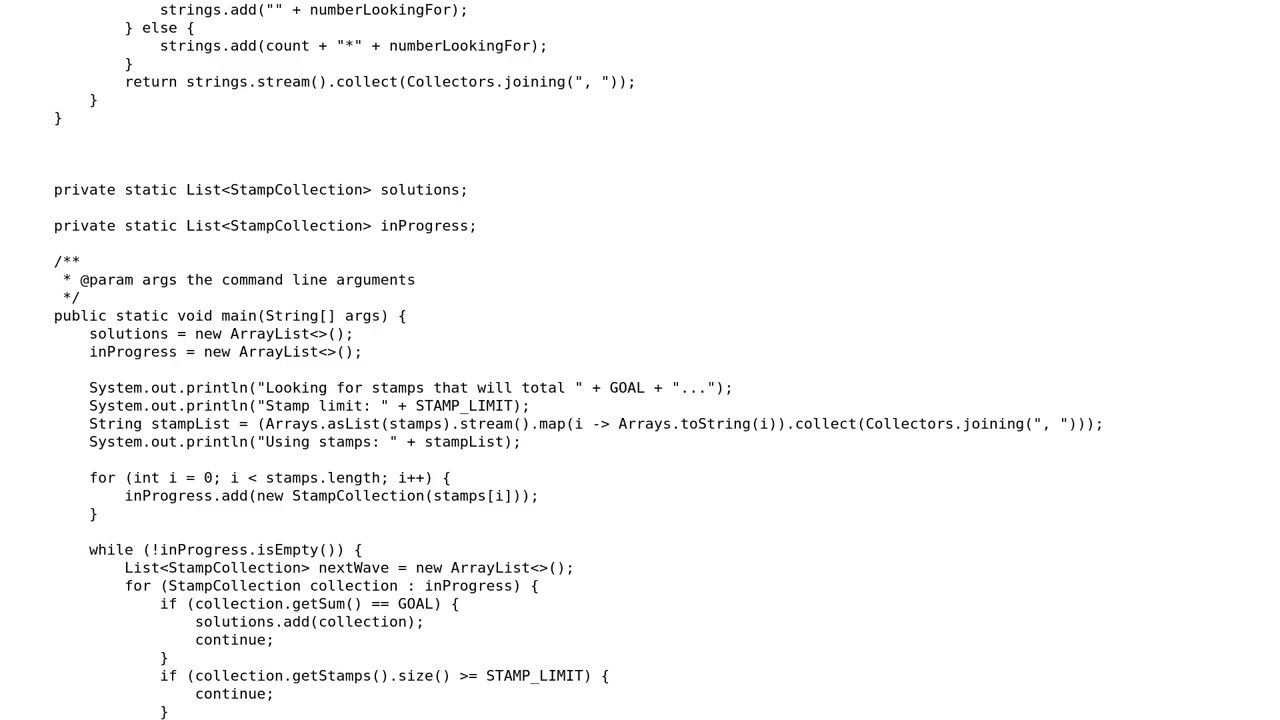 strings.add("" + numberLookingFor);
} else {
strings.add(count + "*" + numberLookingFor);
}
return strings.stream().collect(Collectors.joining(", "));
}
}
private static List<StampCollection> solutions;
private static List<StampCollection> inProgress;
/**
* @param args the command line arguments
*/
public static void main(String[] args) {
solutions = new ArrayList<>();
inProgress = new ArrayList<>();
System.out.println("Looking for stamps that will total " + GOAL + "...");
System.out.println("Stamp limit: " + STAMP_LIMIT);
String stampList = (Arrays.asList(stamps).stream().map(i -> Arrays.toString(i)).collect(Collectors.joining(", ")));
System.out.println("Using stamps: " + stampList);
for (int i = 0; i < stamps.length; i++) {
inProgress.add(new StampCollection(stamps[i]));
}
while (!inProgress.isEmpty()) {
List<StampCollection> nextWave = new ArrayList<>();
for (StampCollection collection : inProgress) {
if (collection.getSum() == GOAL) {
solutions.add(collection);
continue;
}
if (collection.getStamps().size() >= STAMP_LIMIT) {
continue;
}